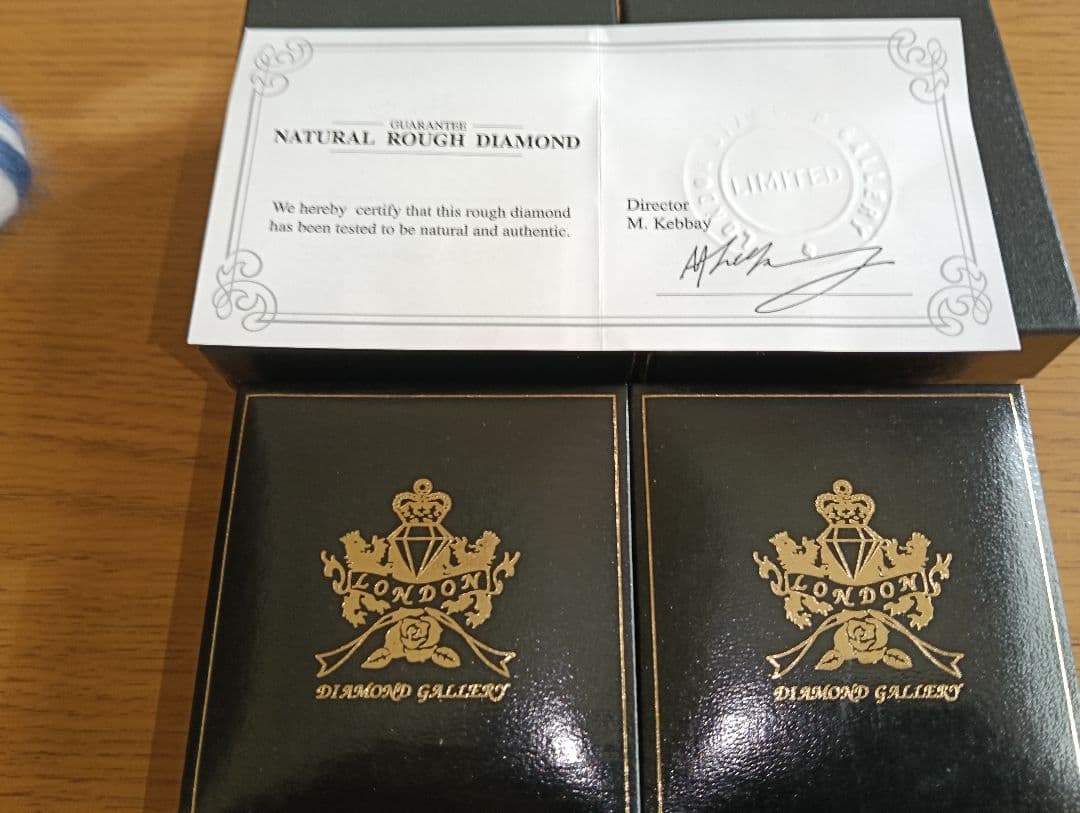 GUARANTEE
NATURAL ROUGH DIAMOND
We hereby certify that this rough diamond
has been tested to be natural and authentic.
LIMITED
Director
M. Kebbay
LONDON
DIAMOND GALLERY
LONDON
DIAMOND GALLERY